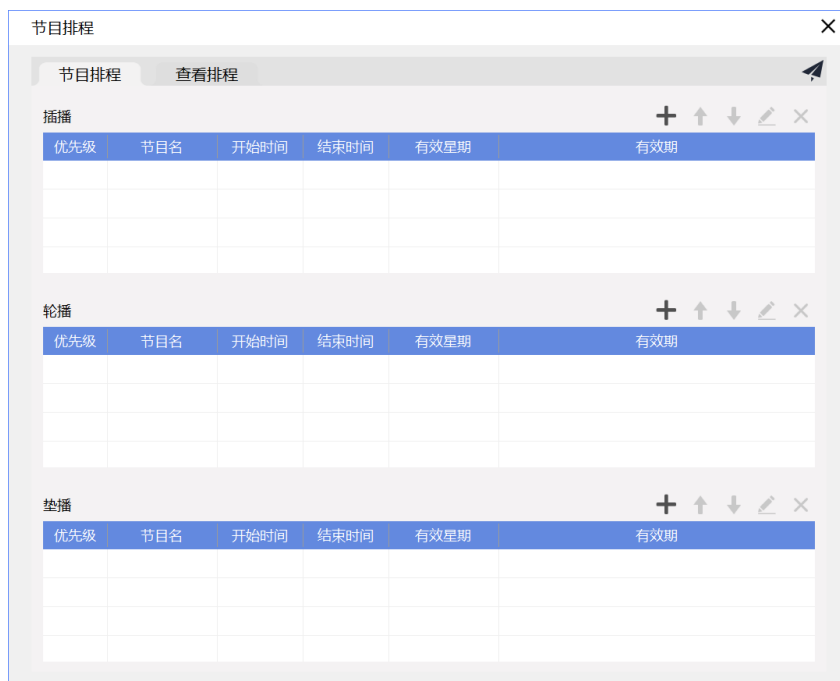 节目排程
节目排程 查看排程
插播
优先级 节目名 开始时间 结束时间 有效星期 有效期
轮播
优先级 节目名 开始时间 结束时间 有效星期 有效期
垫播
优先级 节目名 开始时间 结束时间 有效星期 有效期